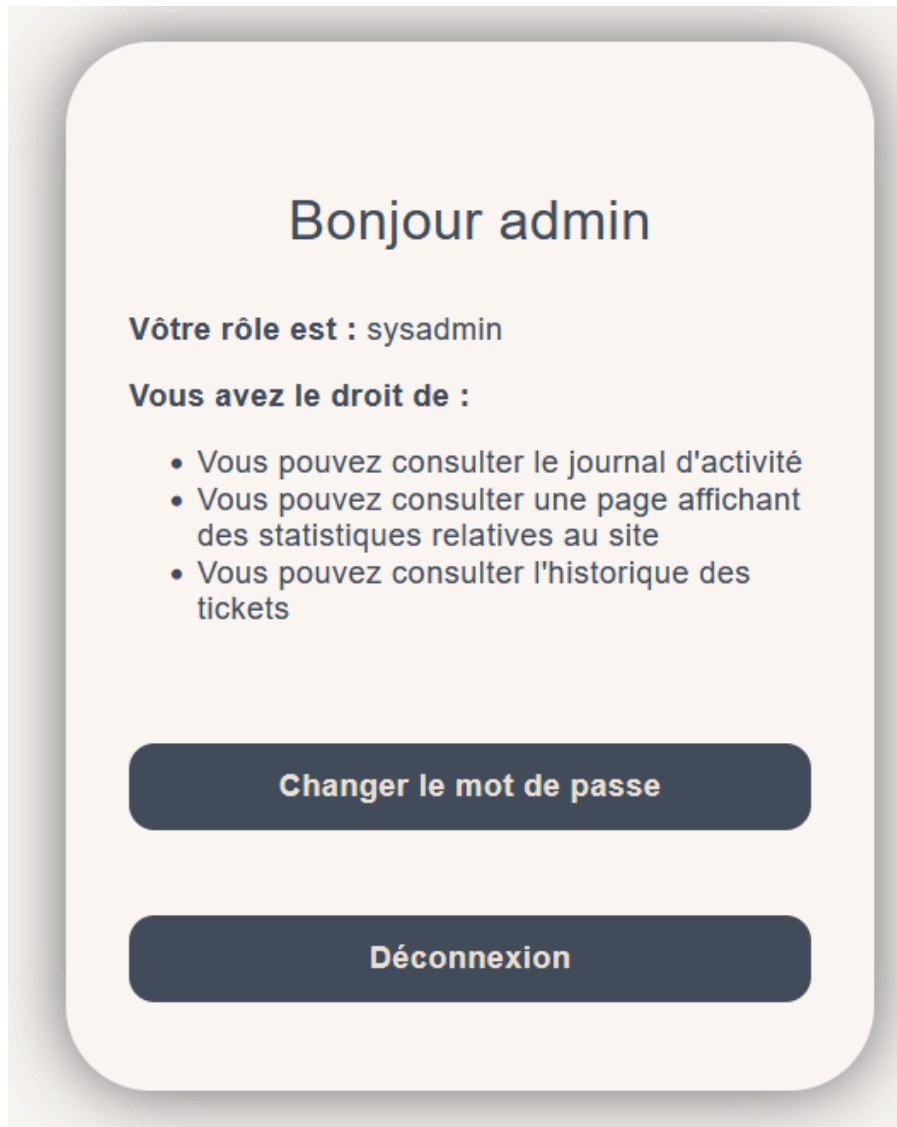 Bonjour admin
Vôtre rôle est : sysadmin
Vous avez le droit de :
• Vous pouvez consulter le journal d'activité
• Vous pouvez consulter une page affichant
des statistiques relatives au site
• Vous pouvez consulter l'historique des
tickets
Changer le mot de passe
Déconnexion